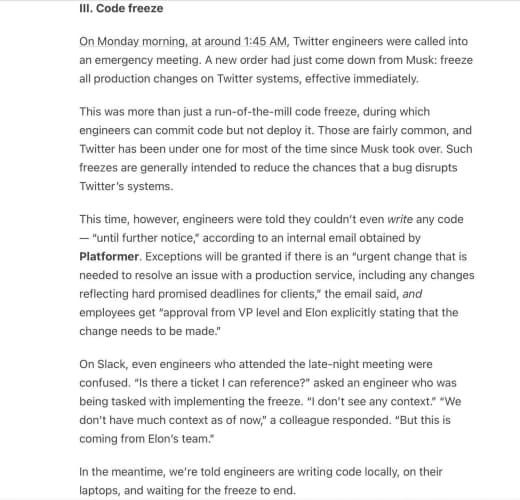 III. Code freeze
On Monday morning, at around 1:45 AM, Twitter engineers were called into
an emergency meeting. A new order had just come down from Musk: freeze
all production changes on Twitter systems, effective immediately.
This was more than just a run-of-the-mill code freeze, during which
engineers can commit code but not deploy it. Those are fairly common, and
Twitter has been under one for most of the time since Musk took over. Such
freezes are generally intended to reduce the chances that a bug disrupts
Twitter's systems.
This time, however, engineers were told they couldn't even write any code
— "until further notice," according to an internal email obtained by
Platformer. Exceptions will be granted if there is an "urgent change that is
needed to resolve an issue with a production service, including any changes
reflecting hard promised deadlines for clients," the email said, and
employees get "approval from VP level and Elon explicitly stating that the
change needs to be made."
On Slack, even engineers who attended the late-night meeting were
confused. "Is there a ticket I can reference?" asked an engineer who was
being tasked with implementing the freeze. "I don't see any context." "We
don't have much context as of now," a colleague responded. "But this is
coming from Elon's team."
In the meantime, we're told engineers are writing code locally, on their
laptops, and waiting for the freeze to end.